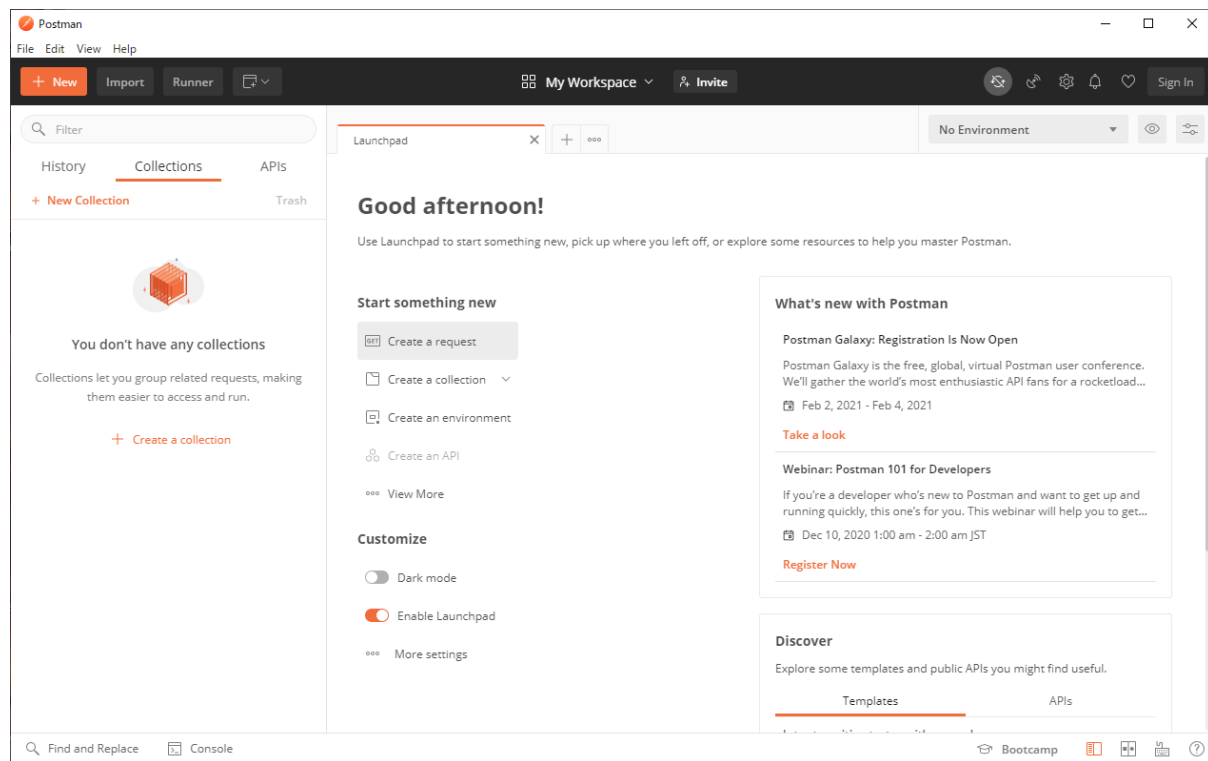 Postman
File Edit View Help
+ New Import Runner My Workspace Invite Sign In
Filter
History Collections APIs
+ New Collection Trash
You don't have any collections
Collections let you group related requests, making
them easier to access and run.
+ Create a collection
Launchpad
No Environment
Good afternoon!
Use Launchpad to start something new, pick up where you left off, or explore some resources to help you master Postman.
Start something new
GET Create a request
Create a collection
Create an environment
Create an API
View More
Customize
Dark mode
Enable Launchpad
More settings
What's new with Postman
Postman Galaxy: Registration Is Now Open
Postman Galaxy is the free, global, virtual Postman user conference.
We'll gather the world's most enthusiastic API fans for a rocketload...
Feb 2, 2021 - Feb 4, 2021
Take a look
Webinar: Postman 101 for Developers
If you're a developer who's new to Postman and want to get up and
running quickly, this one's for you. This webinar will help you to get...
Dec 10, 2020 1:00 am - 2:00 am JST
Register Now
Discover
Explore some templates and public APIs you might find useful.
Templates APIs
Find and Replace Console Bootcamp